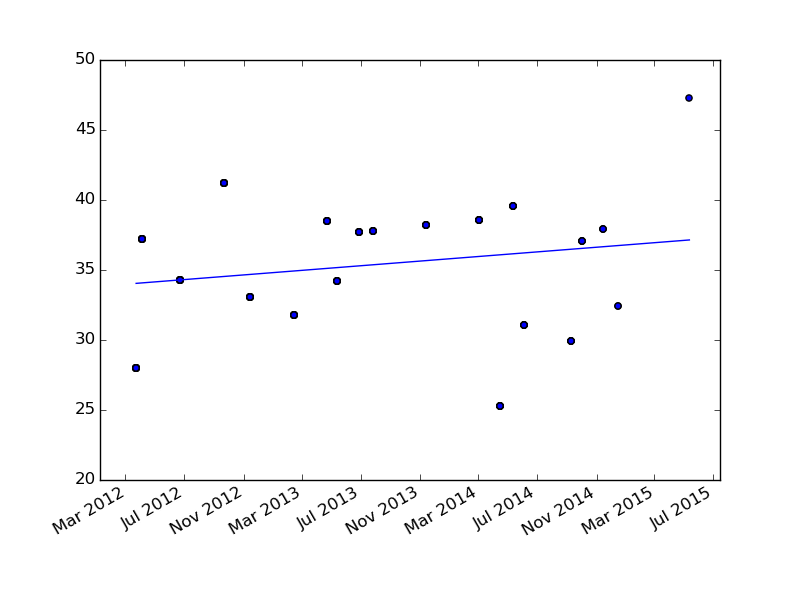 50
45
40
35
30
25
20
Mar 2012
Jul 2012
Nov 2012
Mar 2013
Jul 2013
Nov 2013
Mar 2014
Jul 2014
Nov 2014
Mar 2015
Jul 2015